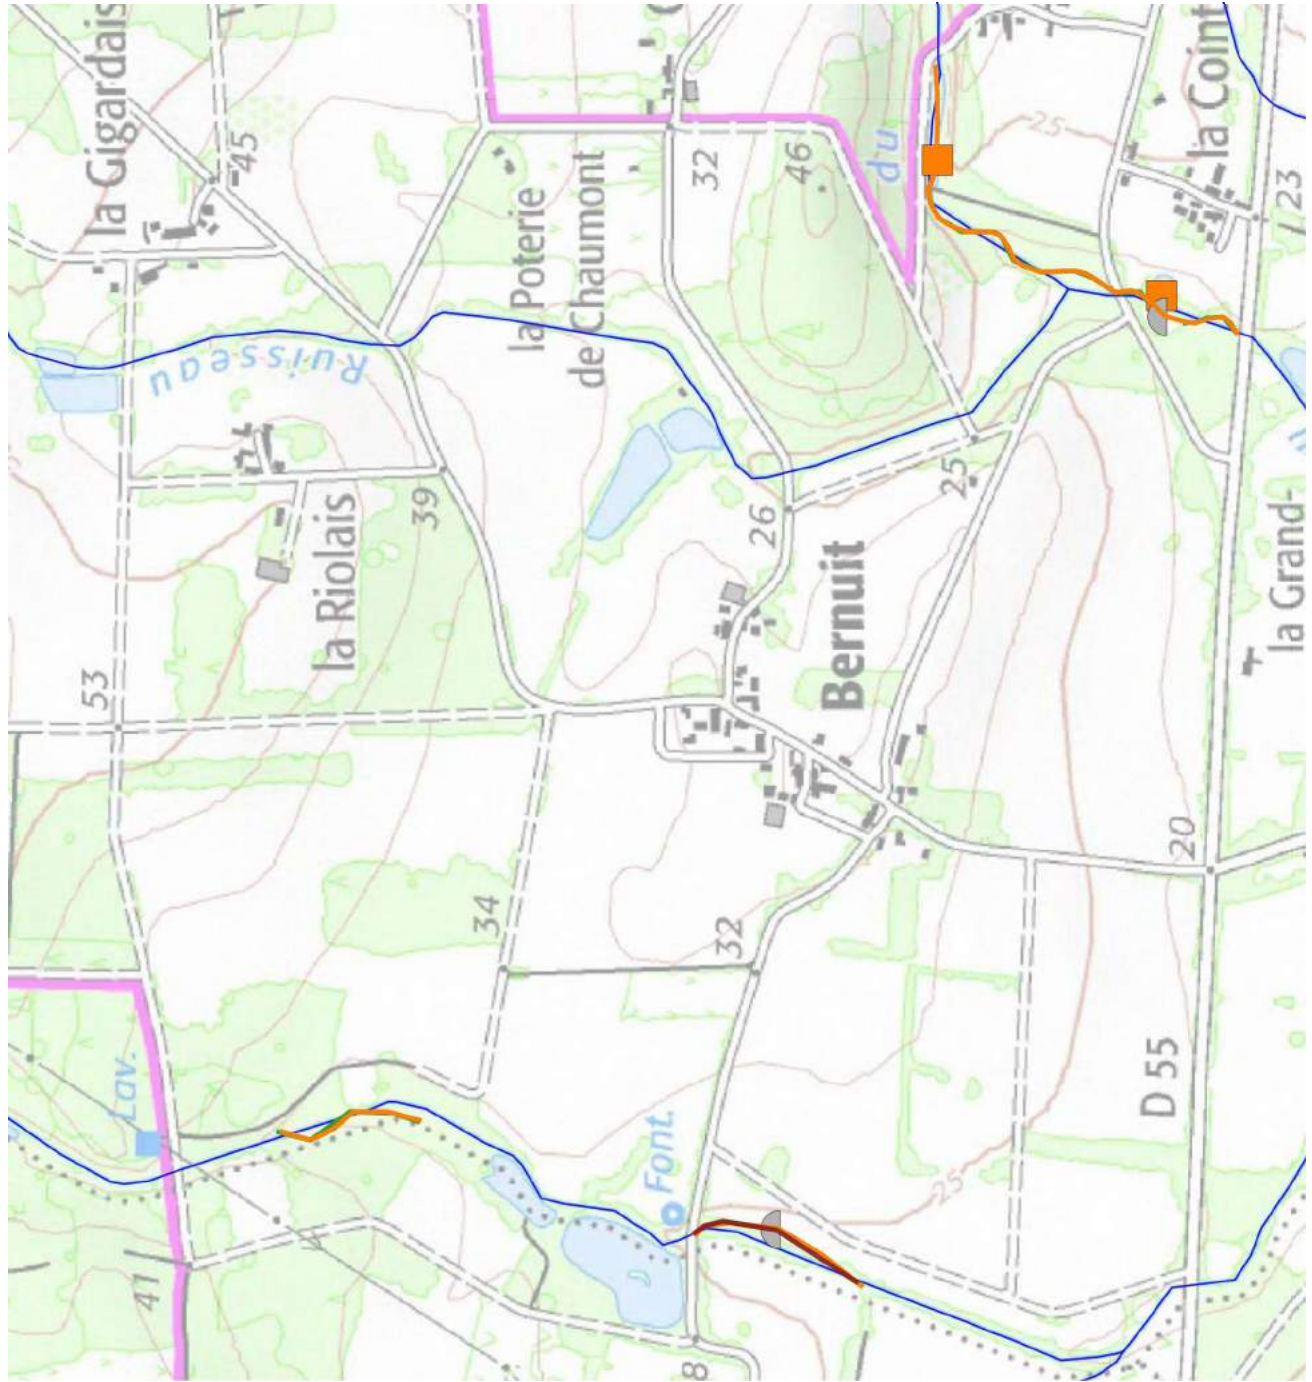 la Gigardais
45
la Poterie
de Chaumont
32
46
du
25
la Coint
23
Ruisseau
39
la Riolais
26
25
Bernuit
la Grand-
53
34
32
20
D 55
Lav.
Font.
25
41
8